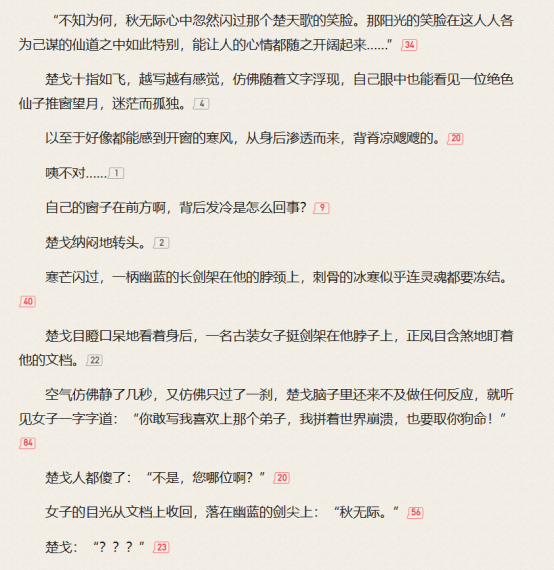 “不知为何，秋无际心中忽然闪过那个楚天歌的笑脸。那阳光的笑脸在这人人各
为己谋的仙道之中如此特别，能让人的心情都随之开阔起来......” 34
楚戈十指如飞，越写越有感觉，仿佛随着文字浮现，自己眼中也能看见一位绝色
仙子推窗望月，迷茫而孤独。 4
以至于好像都能感到开窗的寒风，从身后渗透而来，背脊凉飕飕的。 20
咦不对...... 1
自己的窗子在前方啊，背后发冷是怎么回事？ 9
楚戈纳闷地转头。 2
寒芒闪过，一柄幽蓝的长剑架在他的脖颈上，刺骨的冰寒似乎连灵魂都要冻结。
40
楚戈目瞪口呆地看着身后，一名古装女子挺剑架在他脖子上，正凤目含煞地盯着
他的文档。 22
空气仿佛静了几秒，又仿佛只过了一刹，楚戈脑子里还来不及做任何反应，就听
见女子一字字道：“你敢写我喜欢上那个弟子，我拼着世界崩溃，也要取你狗命！”
84
楚戈人都傻了：“不是，您哪位啊？” 20
女子的目光从文档上收回，落在幽蓝的剑尖上：“秋无际。” 56
楚戈：“？？？” 23